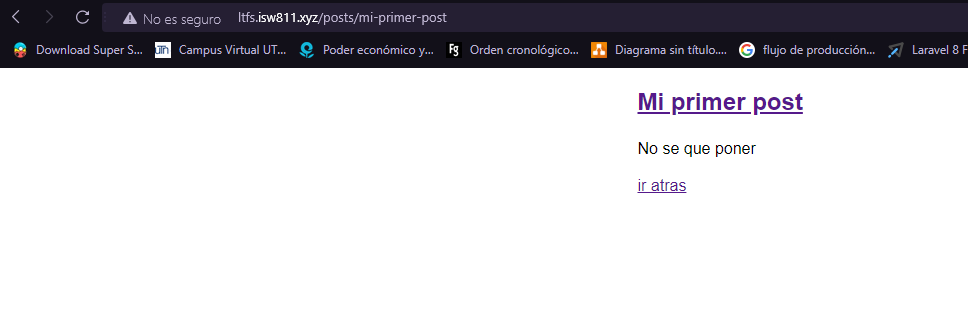 No es seguro ltfs.isw811.xyz/posts/mi-primer-post
Download Super S... Campus Virtual UT... Poder económico y... Orden cronológico... Diagrama sin título.... flujo de producción... Laravel 8 F
Mi primer post
No se que poner
ir atras